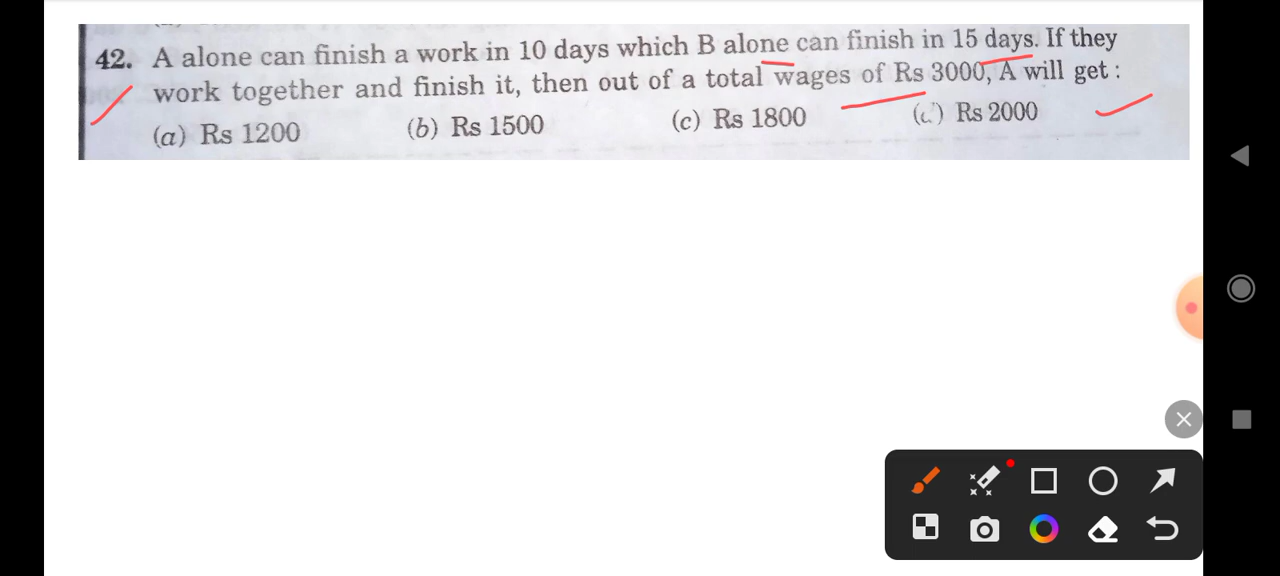 42. A alone can finish a work in 10 days which B alone can finish in 15 days. If they
work together and finish it, then out of a total wages of Rs 3000, A will get :
(a) Rs 1200 (b) Rs 1500 (c) Rs 1800 (d) Rs 2000